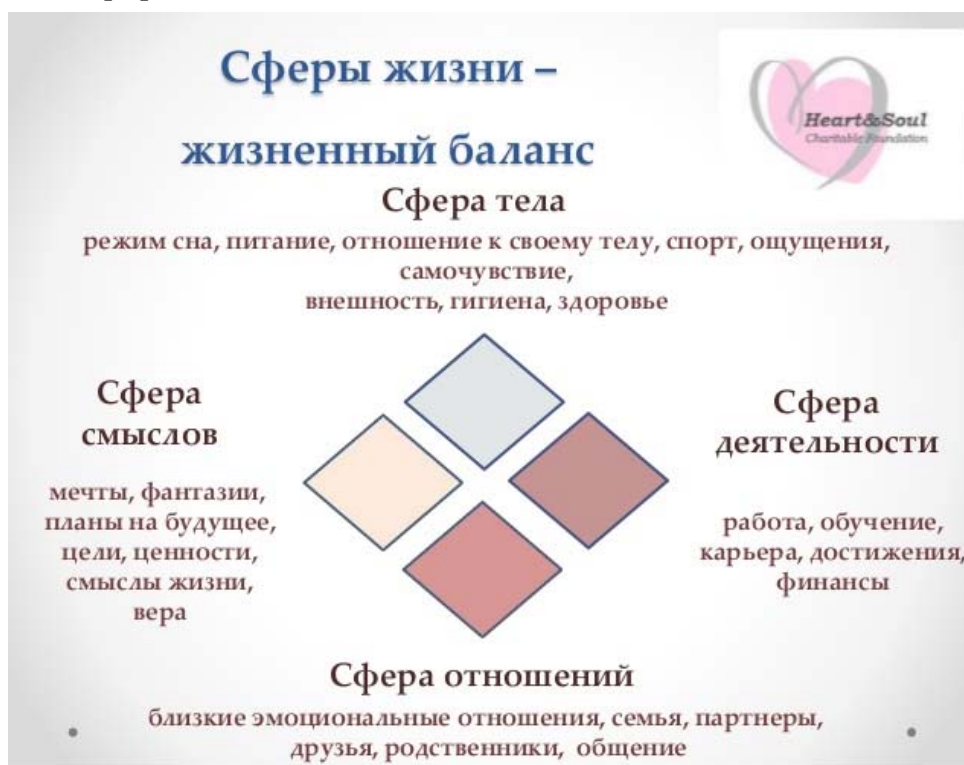 Сферы жизни –
жизненный баланс
Heart&Soul
Charitable Foundation
Сфера тела
режим сна, питание, отношение к своему телу, спорт, ощущения,
самочувствие,
внешность, гигиена, здоровье
Сфера
смыслов
мечты, фантазии,
планы на будущее,
цели, ценности,
смыслы жизни,
вера
Сфера
деятельности
работа, обучение,
карьера, достижения,
финансы
Сфера отношений
близкие эмоциональные отношения, семья, партнеры,
друзья, родственники, общение